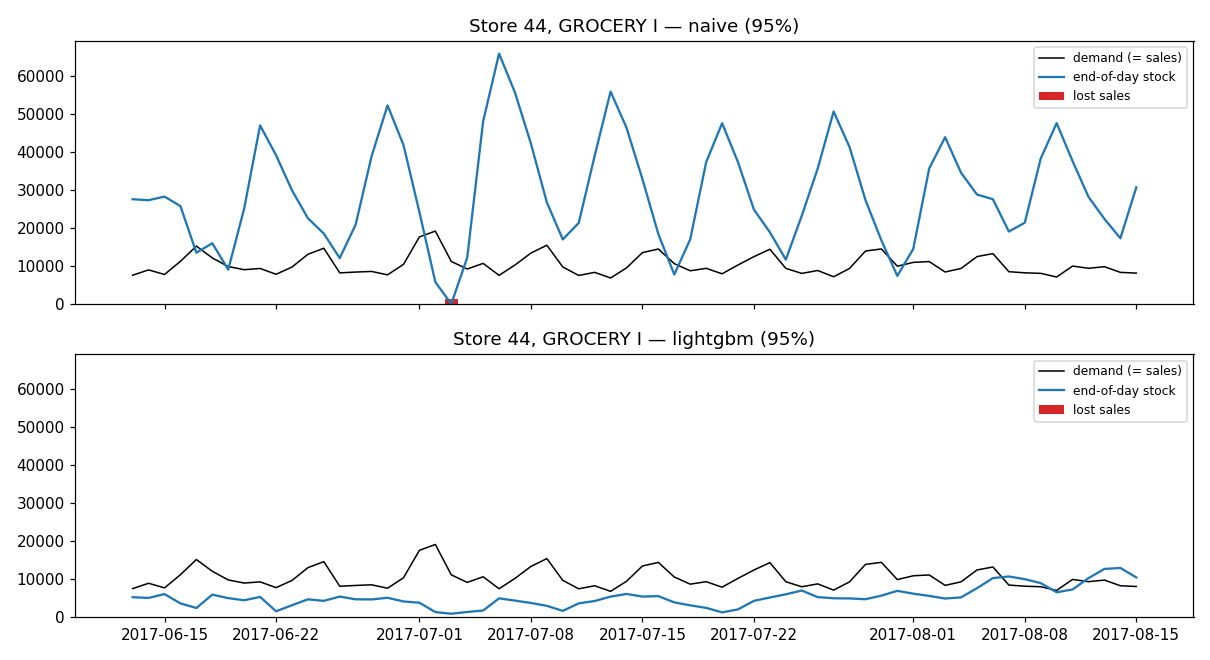 Store 44, GROCERY I — naive (95%)
demand (= sales)
end-of-day stock
lost sales
60000
50000
40000
30000
20000
10000
0
Store 44, GROCERY I — lightgbm (95%)
demand (= sales)
end-of-day stock
lost sales
60000
50000
40000
30000
20000
10000
0
2017-06-15 2017-06-22 2017-07-01 2017-07-08 2017-07-15 2017-07-22 2017-08-01 2017-08-08 2017-08-15